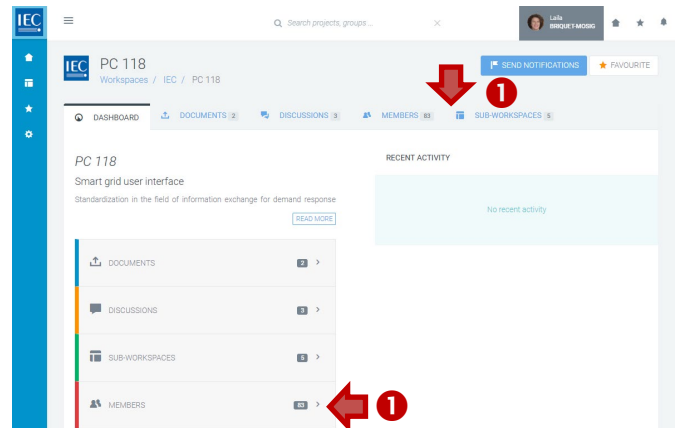 IEC
Search projects, groups ...
Laila
BRIQUET-MOSIG
IEC
PC 118
Workspaces / IEC / PC 118
SEND NOTIFICATIONS
FAVOURITE
1
DASHBOARD
DOCUMENTS 2
DISCUSSIONS 3
MEMBERS 83
SUB-WORKSPACES 5
PC 118
RECENT ACTIVITY
Smart grid user interface
Standardization in the field of information exchange for demand response
READ MORE
No recent activity
DOCUMENTS 2
DISCUSSIONS 3
SUB-WORKSPACES 5
MEMBERS 83
1